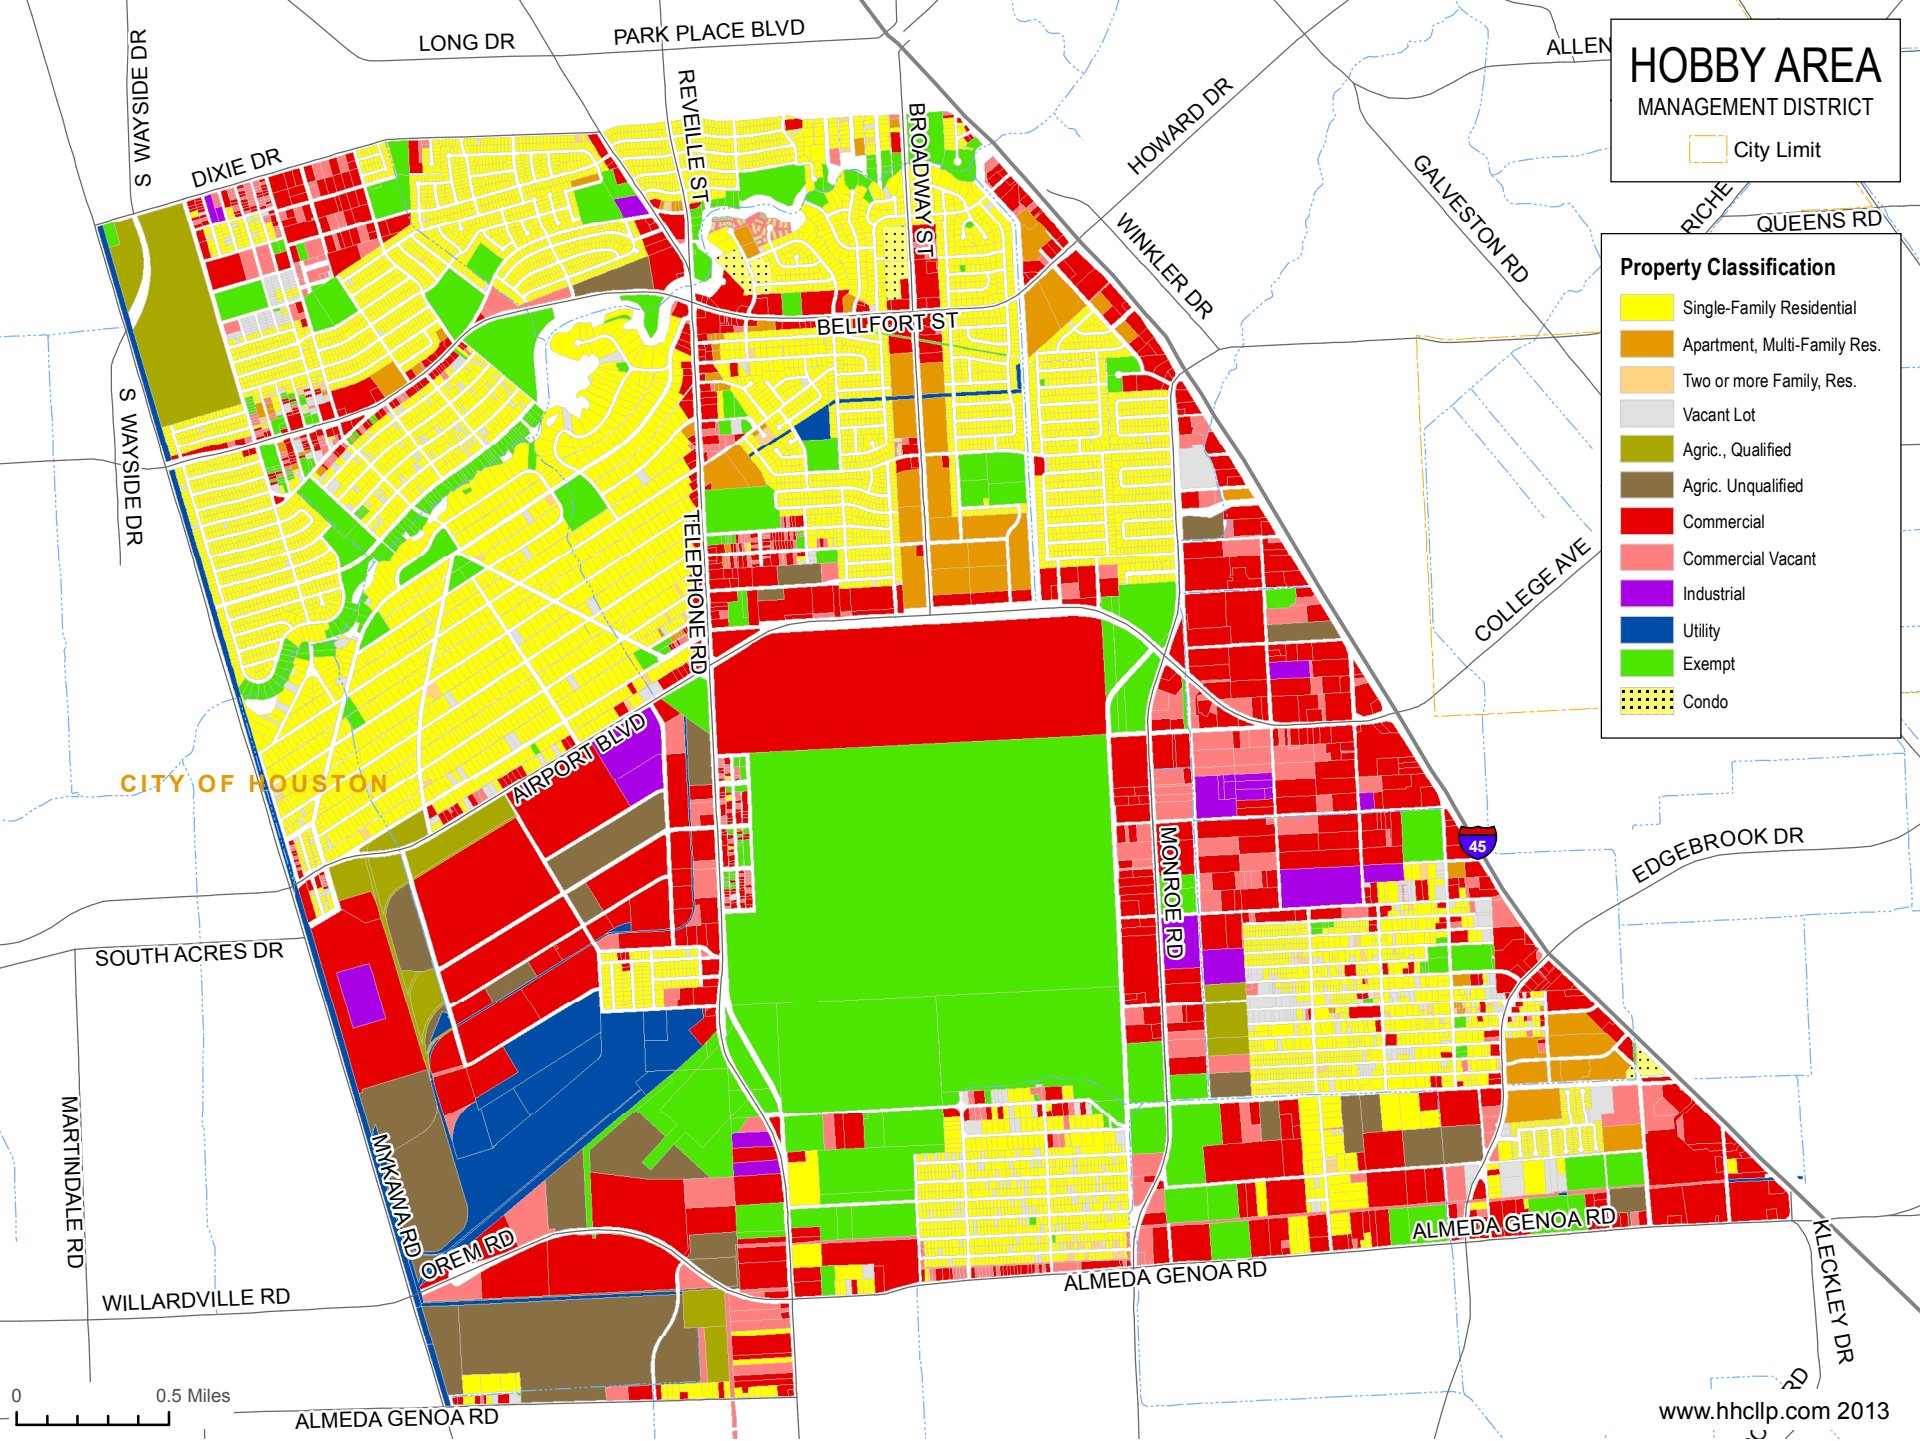 HOBBY AREA
MANAGEMENT DISTRICT
City Limit
Property Classification
Single-Family Residential
Apartment, Multi-Family Res.
Two or more Family, Res.
Vacant Lot
Agric., Qualified
Agric. Unqualified
Commercial
Commercial Vacant
Industrial
Utility
Exempt
Condo
LONG DR
PARK PLACE BLVD
S WAYSIDE DR
DIXIE DR
REVEILLE ST
BROADWAY ST
HOWARD DR
ALLEN
GALVESTON RD
RICHE
QUEENS RD
WINKLER DR
BELLFORT ST
S WAYSIDE DR
TELEPHONE RD
COLLEGE AVE
AIRPORT BLVD
CITY OF HOUSTON
MONROE RD
45
EDGEBROOK DR
SOUTH ACRES DR
MARTINDALE RD
MYKAWA RD
OREM RD
WILLARDVILLE RD
ALMEDA GENOA RD
ALMEDA GENOA RD
KLECKLEY DR
RD
0 0.5 Miles
ALMEDA GENOA RD
www.hhcllp.com 2013